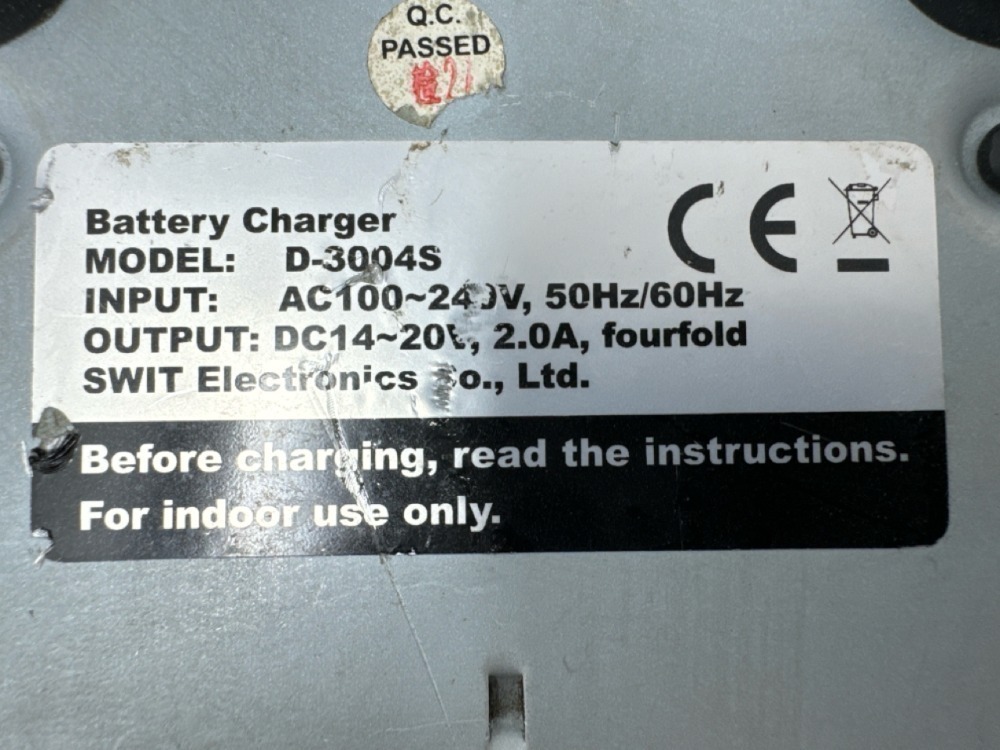 Q.C.
PASSED
Battery Charger
MODEL: D-3004S
INPUT: AC100~240V, 50Hz/60Hz
OUTPUT: DC14~20V, 2.0A, fourfold
SWIT Electronics Co., Ltd.
CE
Before charging, read the instructions.
For indoor use only.